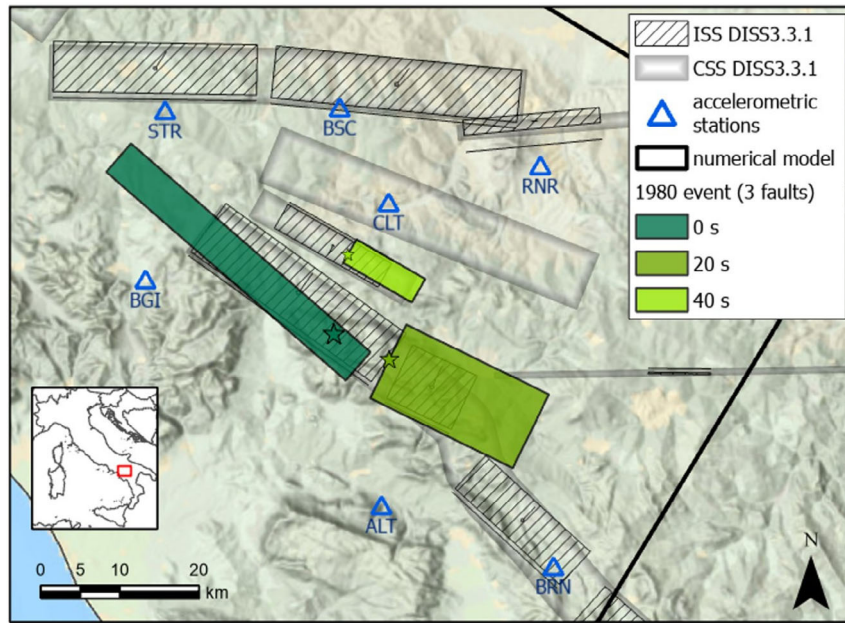 ISS DISS3.3.1
CSS DISS3.3.1
accelerometric
stations
numerical model
1980 event (3 faults)
0 s
20 s
40 s
STR
BSC
RNR
CLT
BGI
ALT
BRN
N
0 5 10 20
km